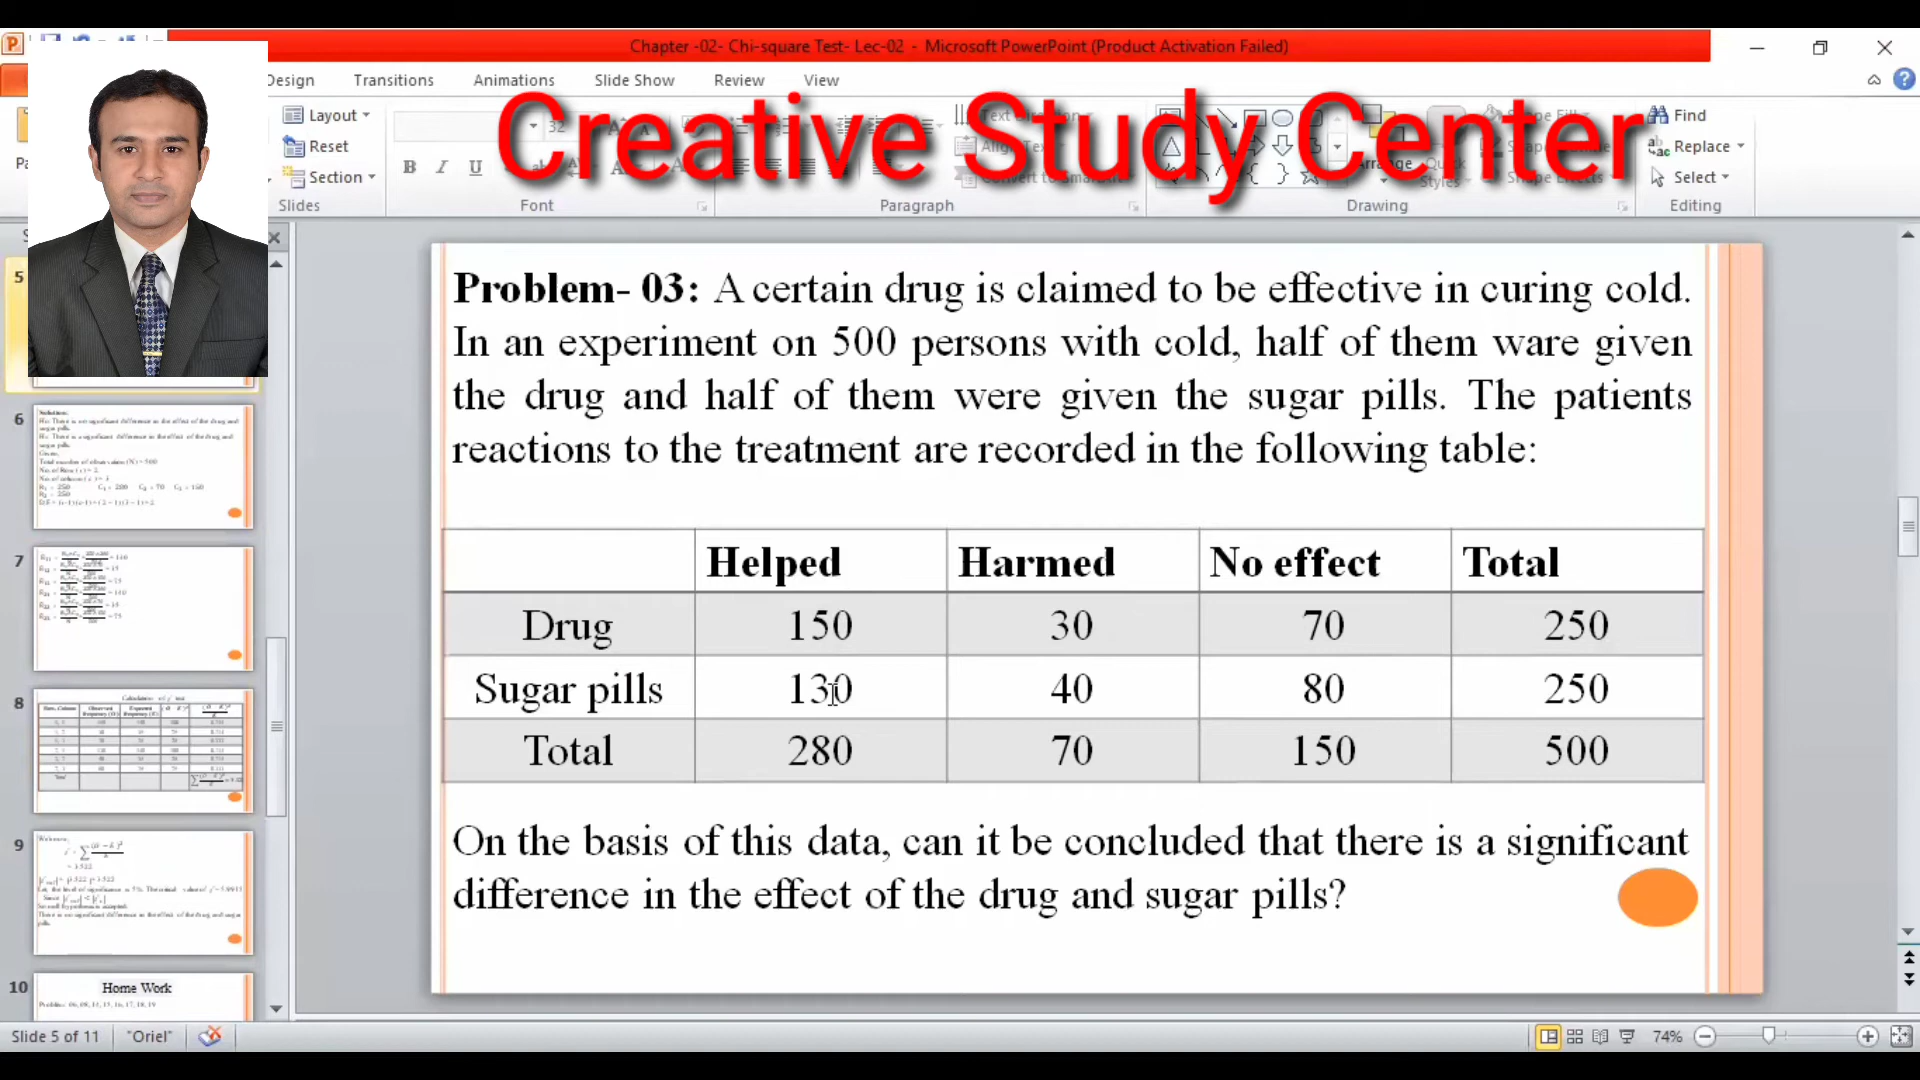 Chapter -02- Chi-square Test- Lec-02 - Microsoft PowerPoint (Product Activation Failed)
Design Transitions Animations Slide Show Review View
Creative Study Center
Layout
Reset
Section
32
B I U
Find
Replace
Select
Slides Font Paragraph Drawing Editing
Problem- 03: A certain drug is claimed to be effective in curing cold.
In an experiment on 500 persons with cold, half of them ware given
the drug and half of them were given the sugar pills. The patients
reactions to the treatment are recorded in the following table:
Helped Harmed No effect Total
Drug 150 30 70 250
Sugar pills 130 40 80 250
Total 280 70 150 500
On the basis of this data, can it be concluded that there is a significant
difference in the effect of the drug and sugar pills?
5
6
7
8
9
10
Home Work
Slide 5 of 11 "Oriel" 74%